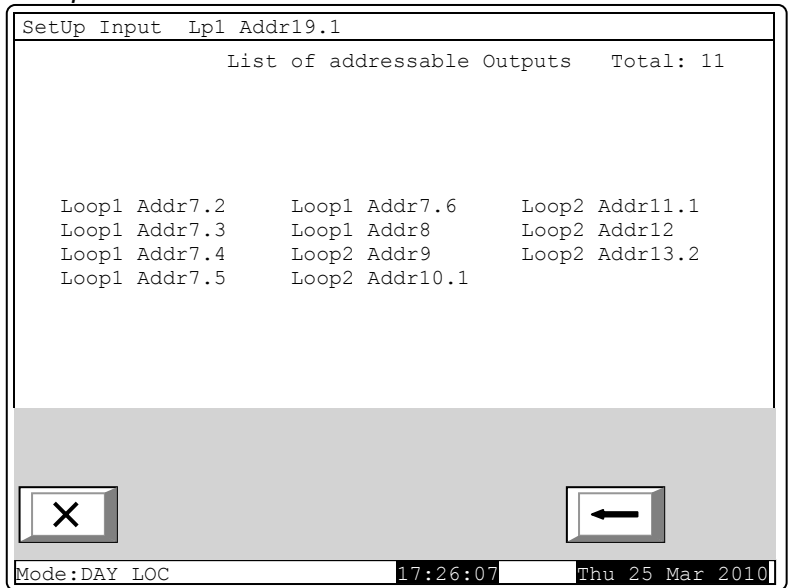 SetUp Input Lp1 Addr19.1
List of addressable Outputs Total: 11
Loop1 Addr7.2 Loop1 Addr7.6 Loop2 Addr11.1
Loop1 Addr7.3 Loop1 Addr8 Loop2 Addr12
Loop1 Addr7.4 Loop2 Addr9 Loop2 Addr13.2
Loop1 Addr7.5 Loop2 Addr10.1
Mode:DAY LOC 17:26:07 Thu 25 Mar 2010